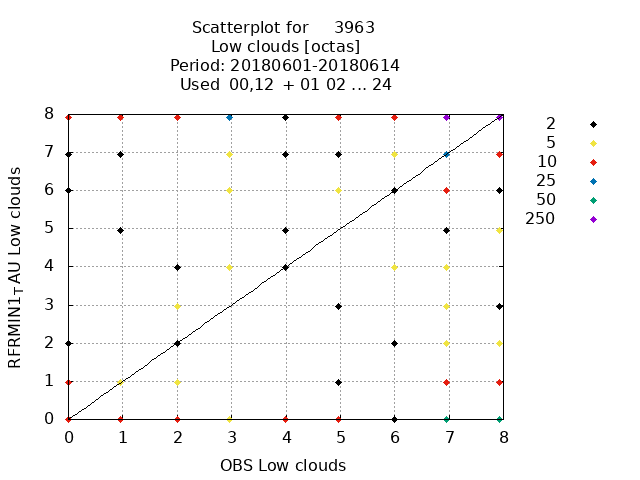 Scatterplot for 3963
Low clouds [octas]
Period: 20180601-20180614
Used 00,12 + 01 02 ... 24
8
7
6
5
4
3
2
1
0
RFRMIN1T AU Low clouds
0 1 2 3 4 5 6 7 8
OBS Low clouds
2
5
10
25
50
250